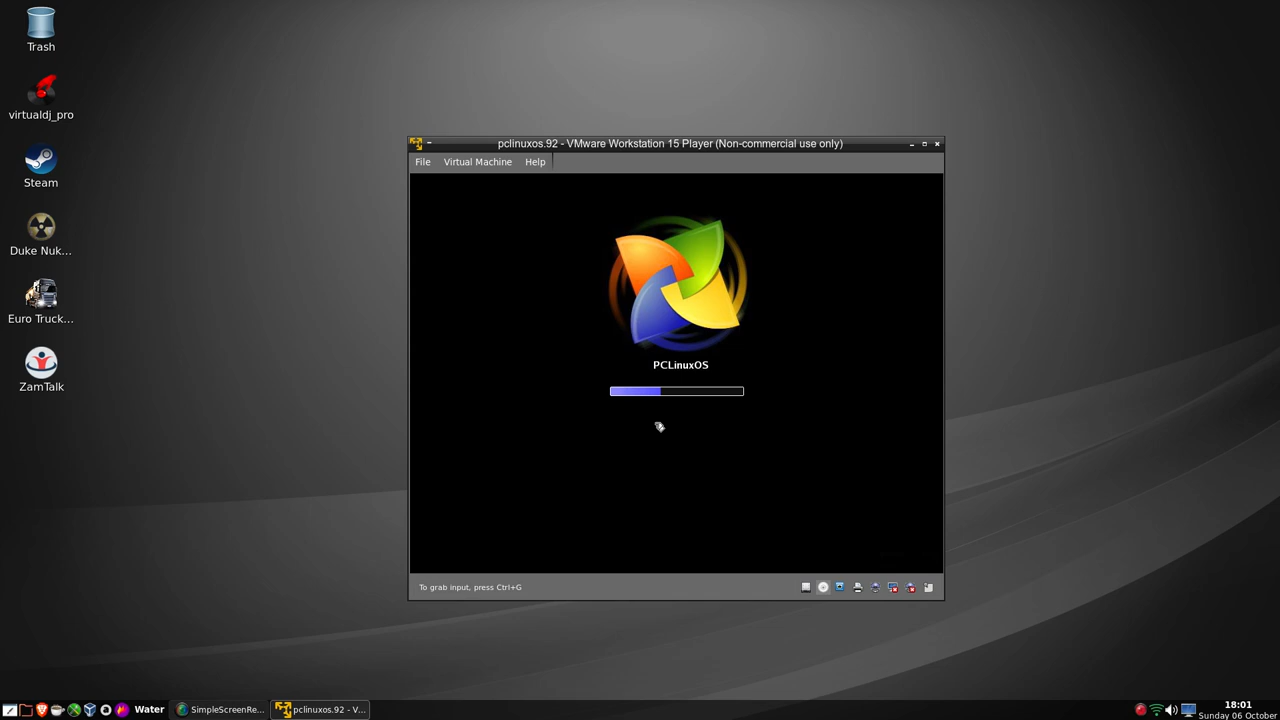 Trash
virtualdj_pro
Steam
Duke Nuk...
Euro Truck...
ZamTalk
pclinuxos.92 - VMware Workstation 15 Player (Non-commercial use only)
File Virtual Machine Help
PCLinuxOS
To grab input, press Ctrl+G
Water SimpleScreenRe... pclinuxos.92 - V...
18:01
Sunday 06 October